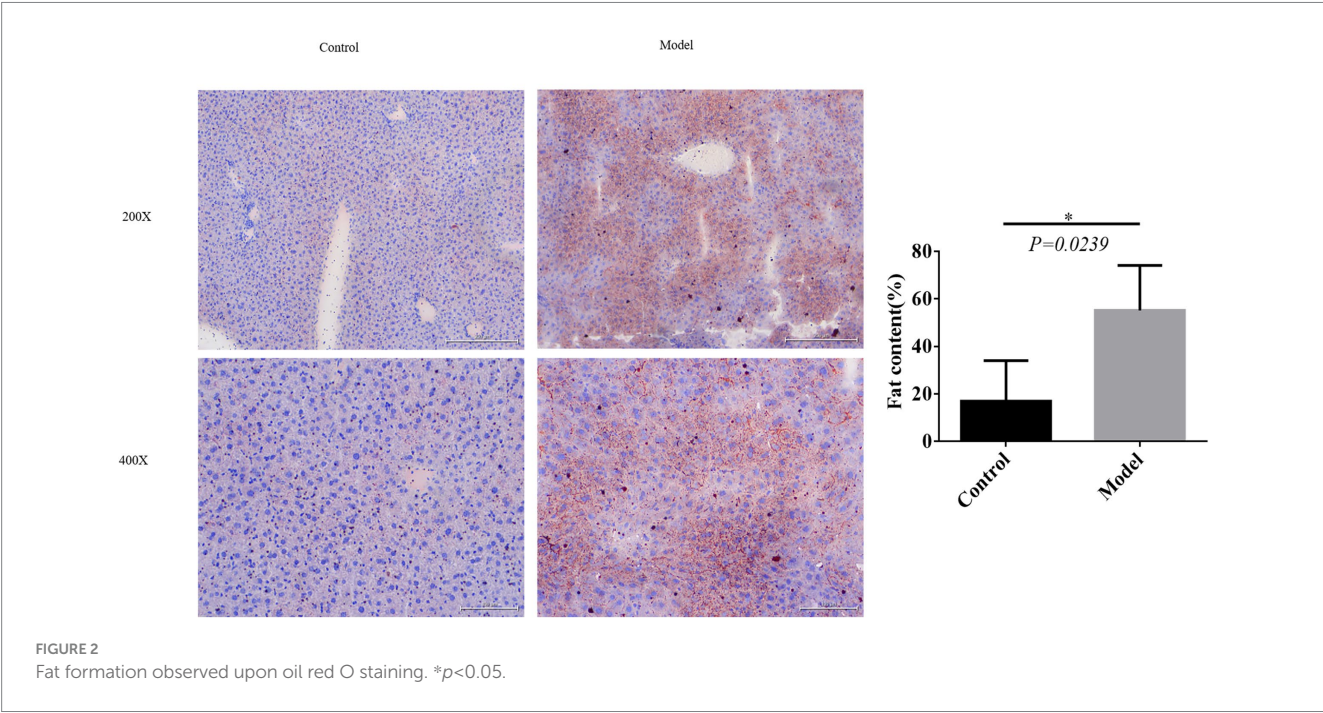 Control
Model
200X
400X
*
P=0.0239
80
60
40
20
0
Fat content(%)
Control
Model
FIGURE 2
Fat formation observed upon oil red O staining. *p<0.05.